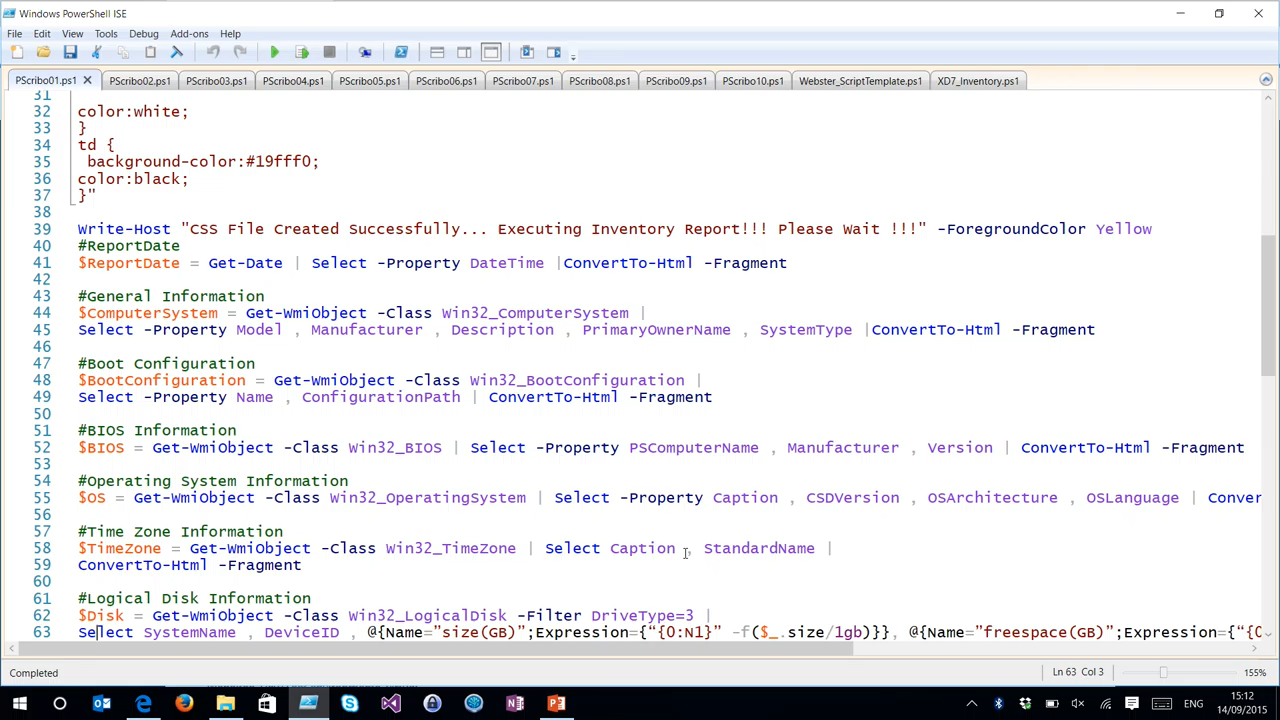 Windows PowerShell ISE
File Edit View Tools Debug Add-ons Help
PScribo01.ps1 PScribo02.ps1 PScribo03.ps1 PScribo04.ps1 PScribo05.ps1 PScribo06.ps1 PScribo07.ps1 PScribo08.ps1 PScribo09.ps1 PScribo10.ps1 Webster_ScriptTemplate.ps1 XD7_Inventory.ps1
31
32 color:white;
33 }
34 td {
35 background-color:#19fff0;
36 color:black;
37 }"
38
39 Write-Host "CSS File Created Successfully... Executing Inventory Report!!! Please Wait !!!" -ForegroundColor Yellow
40 #ReportDate
41 $ReportDate = Get-Date | Select -Property DateTime |ConvertTo-Html -Fragment
42
43 #General Information
44 $ComputerSystem = Get-WmiObject -Class Win32_ComputerSystem |
45 Select -Property Model , Manufacturer , Description , PrimaryOwnerName , SystemType |ConvertTo-Html -Fragment
46
47 #Boot Configuration
48 $BootConfiguration = Get-WmiObject -Class Win32_BootConfiguration |
49 Select -Property Name , ConfigurationPath | ConvertTo-Html -Fragment
50
51 #BIOS Information
52 $BIOS = Get-WmiObject -Class Win32_BIOS | Select -Property PSComputerName , Manufacturer , Version | ConvertTo-Html -Fragment
53
54 #Operating System Information
55 $OS = Get-WmiObject -Class Win32_OperatingSystem | Select -Property Caption , CSDVersion , OSArchitecture , OSLanguage | Conver
56
57 #Time Zone Information
58 $TimeZone = Get-WmiObject -Class Win32_TimeZone | Select Caption , StandardName |
59 ConvertTo-Html -Fragment
60
61 #Logical Disk Information
62 $Disk = Get-WmiObject -Class Win32_LogicalDisk -Filter DriveType=3 |
63 Select SystemName , DeviceID , @{Name="size(GB)";Expression={“{0:N1}” -f($_.size/1gb)}}, @{Name="freespace(GB)";Expression={“{0
Completed Ln 63 Col 3 155%
ENG 15:12
14/09/2015